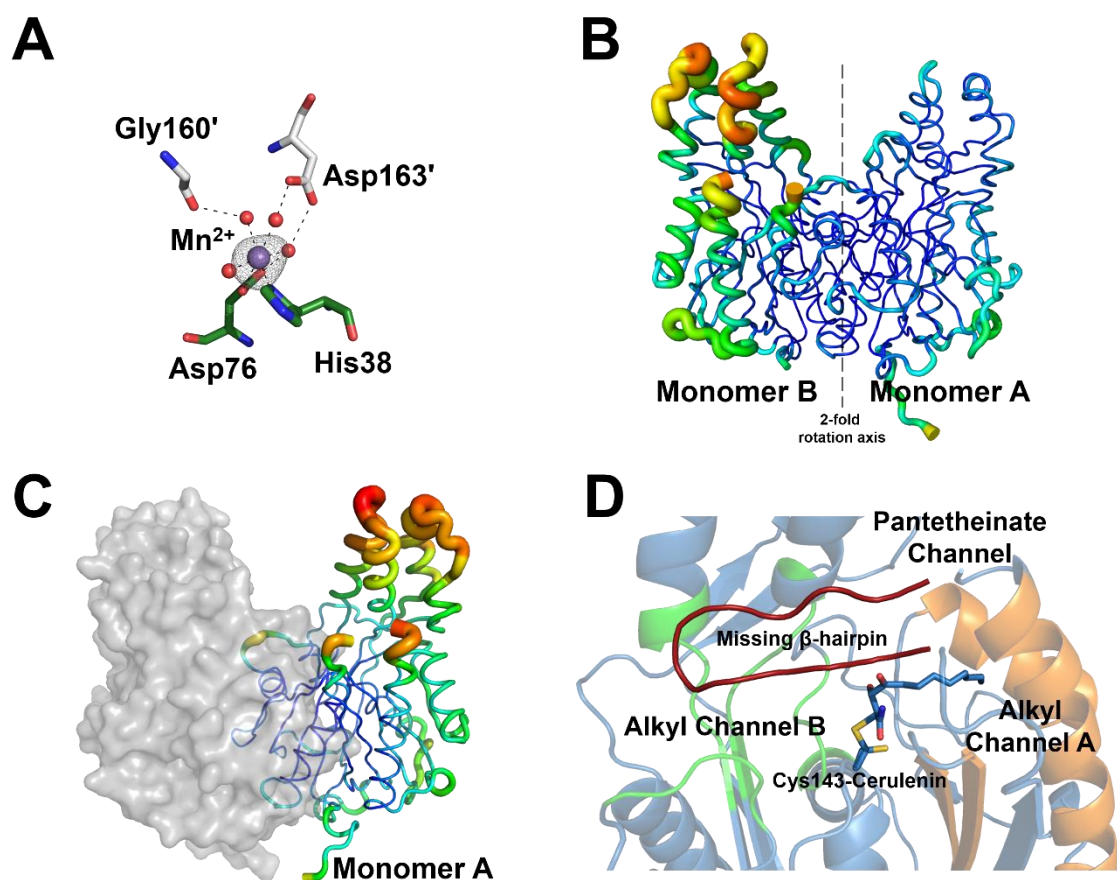 A
Gly160'
Asp163'
Mn2+
Asp76
His38
B
Monomer B
Monomer A
2-fold
rotation axis
C
Monomer A
D
Pantetheinate
Channel
Missing β-hairpin
Alkyl Channel B
Alkyl
Channel A
Cys143-Cerulenin